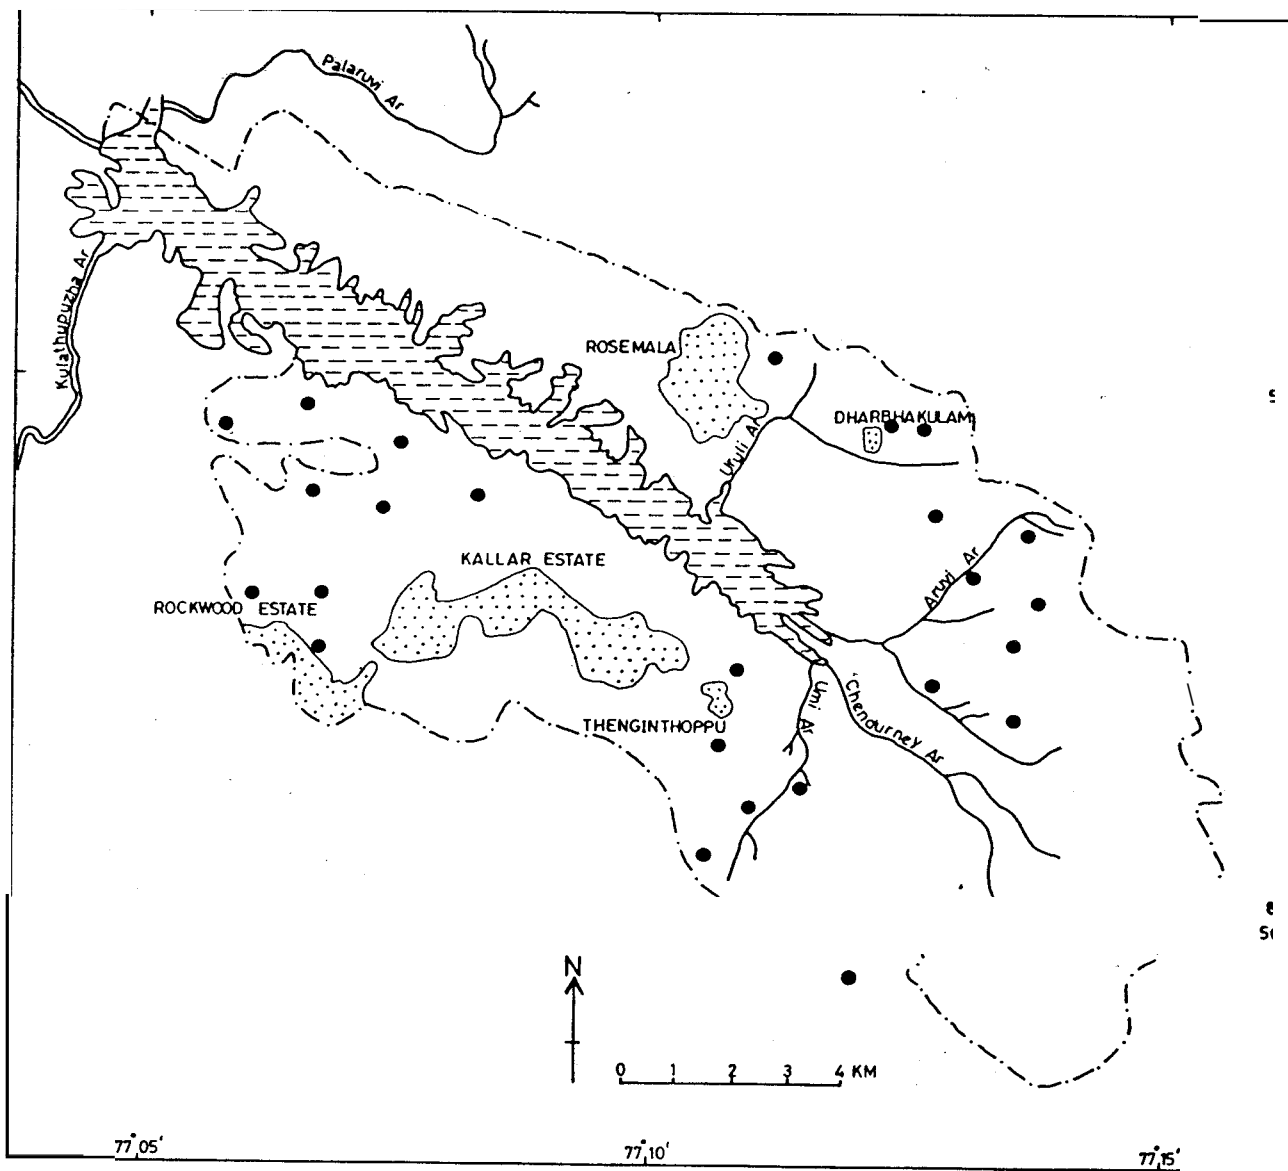 Palaruvi Ar
Kulathupuzha Ar
ROSEMALA
DHARBHAKULAM
Uruli Ar
KALLAR ESTATE
Aruvi Ar
ROCKWOOD ESTATE
Umi Ar
Chendurney Ar
THENGINTHOPPU
N
0 1 2 3 4 KM
77°05' 77°10' 77°15'